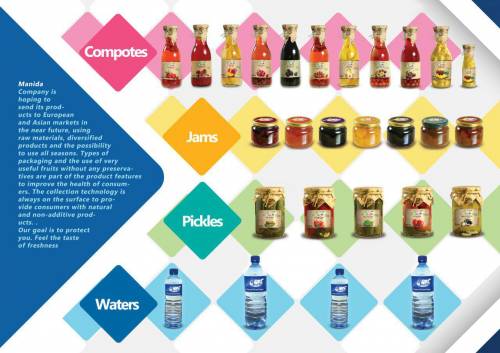 Compotes
Manida
Company is
hoping to
send its prod-
ucts to European
and Asian markets in
the near future, using
raw materials, diversified
products and the possibility
to use all seasons. Types of
packaging and the use of very
useful fruits without any preserva-
tives are part of the product features
to improve the health of consum-
ers. The collection technology is
always on the surface to pro-
vide consumers with natural
and non-additive prod-
ucts. .
Our goal is to protect
you. Feel the taste
of freshness
Jams
Pickles
Waters